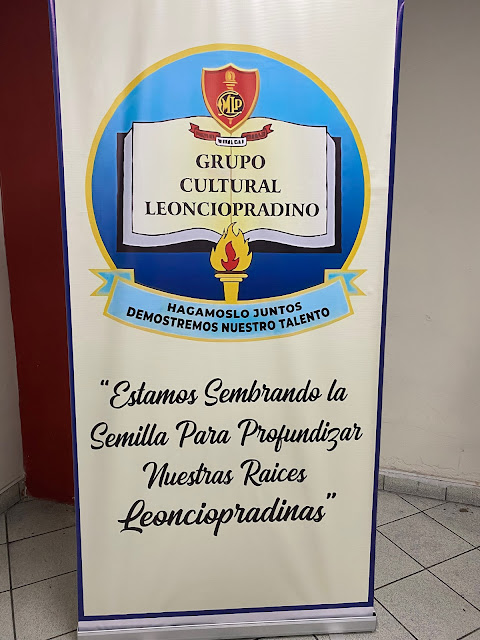 GRUPO
CULTURAL
LEONCIOPRADINO
HAGAMOSLO JUNTOS
DEMOSTREMOS NUESTRO TALENTO
“Estamos Sembrando la
Semilla Para Profundizar
Nuestras Raices
Leonciopradinas”